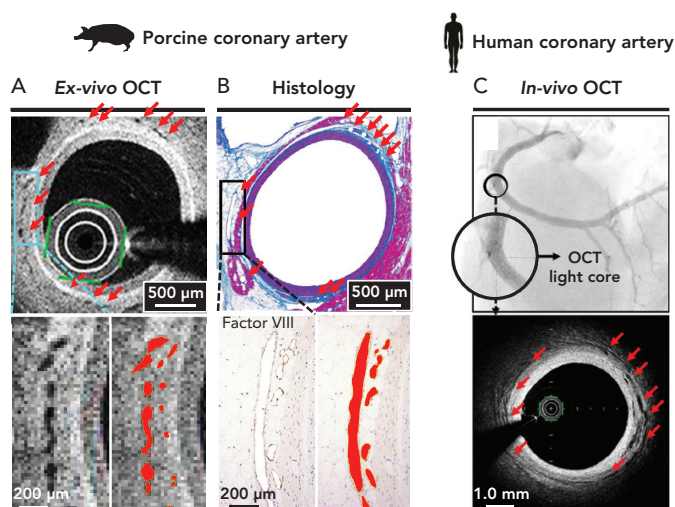 Porcine coronary artery
Human coronary artery
A Ex-vivo OCT
B Histology
C In-vivo OCT
500 μm
500 μm
OCT
light core
Factor VIII
200 μm
200 μm
1.0 mm